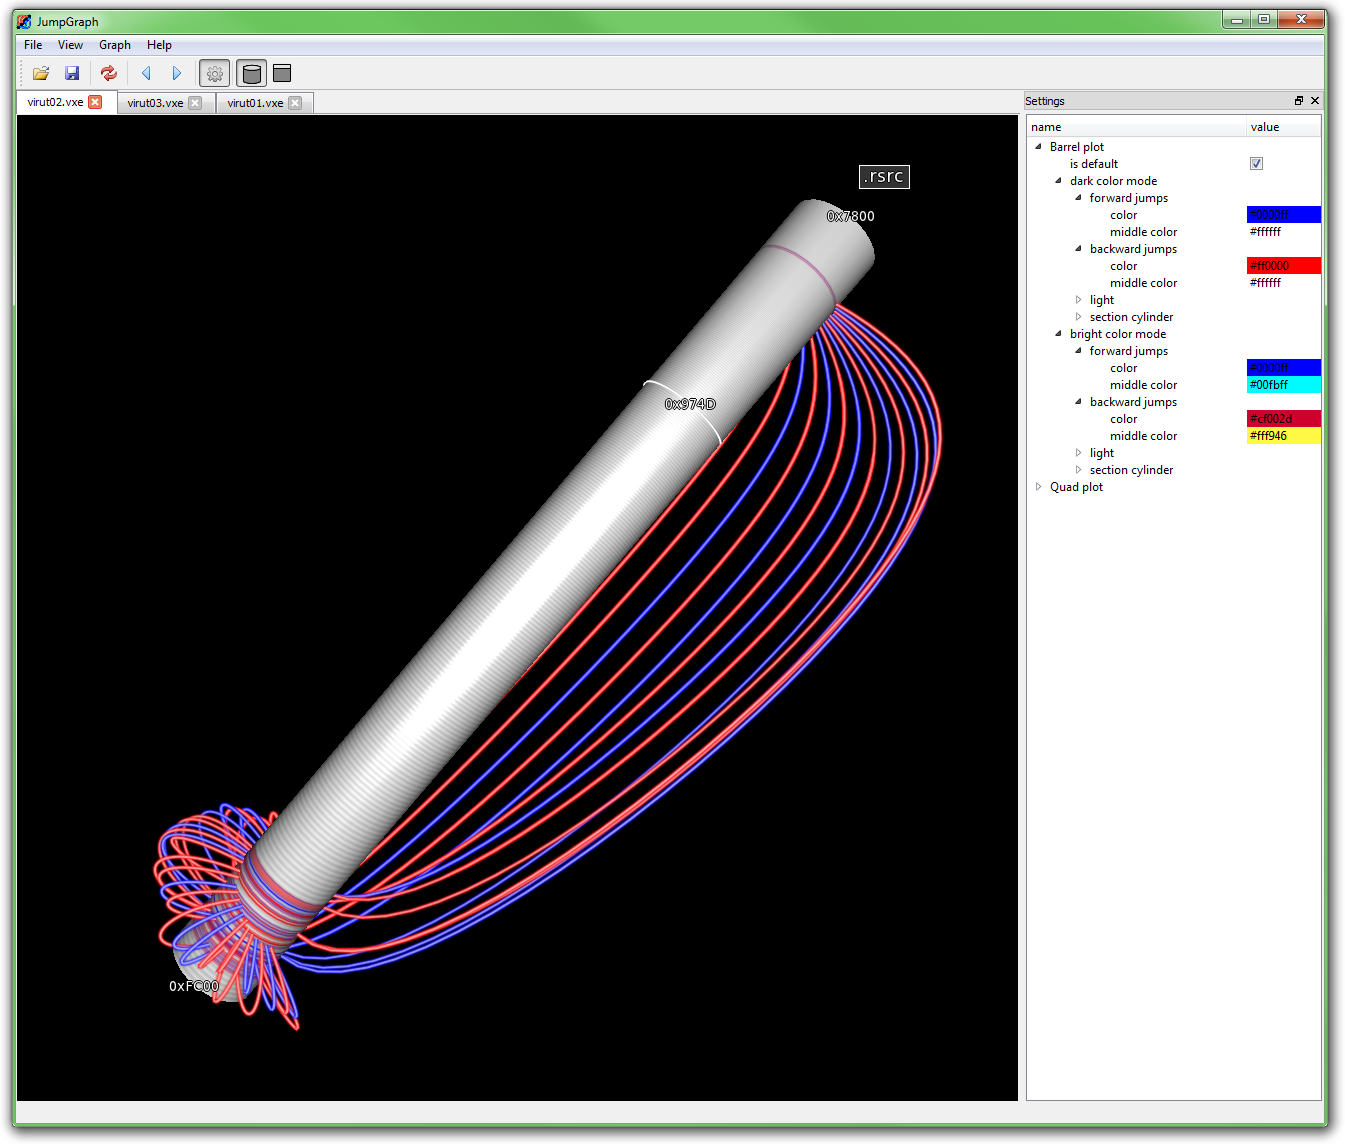 JumpGraph
File View Graph Help
virut02.vxe virut03.vxe virut01.vxe
.rsrc
0x7800
0x974D
0xFC00
Settings
name value
Barrel plot
is default
dark color mode
forward jumps
color #0000ff
middle color #ffffff
backward jumps
color #ff0000
middle color #ffffff
light
section cylinder
bright color mode
forward jumps
color #0000ff
middle color #00fbff
backward jumps
color #cf002d
middle color #fff946
light
section cylinder
Quad plot